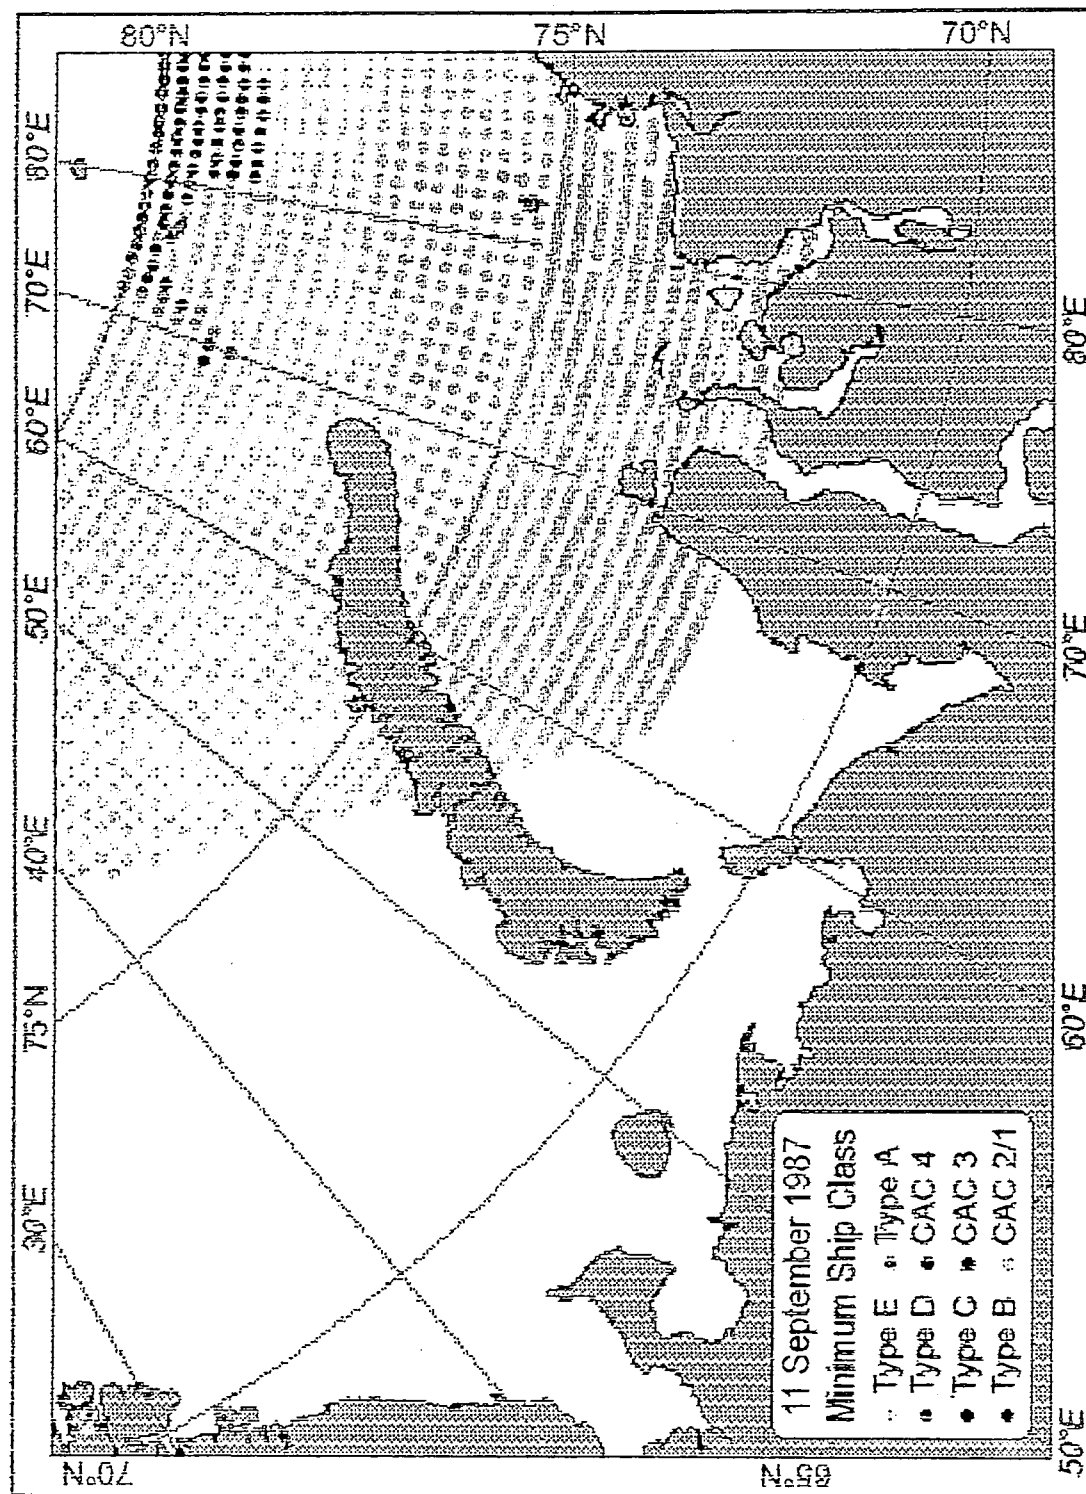 30°E 75°N 40°E 50°E 60°E 70°E 80°E
70°N
80°N
75°N
65°N
70°N
11 September 1987
Minimum Ship Class
Type E Type A
Type D CAC 4
Type C CAC 3
Type B CAC 2/1
50°E 60°E 70°E 80°E